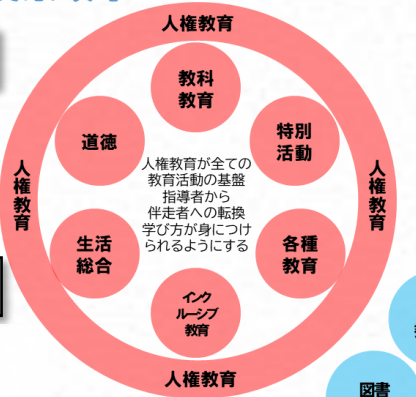 人権教育
教科
教育
道徳
特別
活動
人権教育
人権教育が全ての
教育活動の基盤
指導者から
伴走者への転換
学び方が身につけ
られるようにする
人権教育
生活
総合
各種
教育
インク
ルーシブ
教育
人権教育
図書